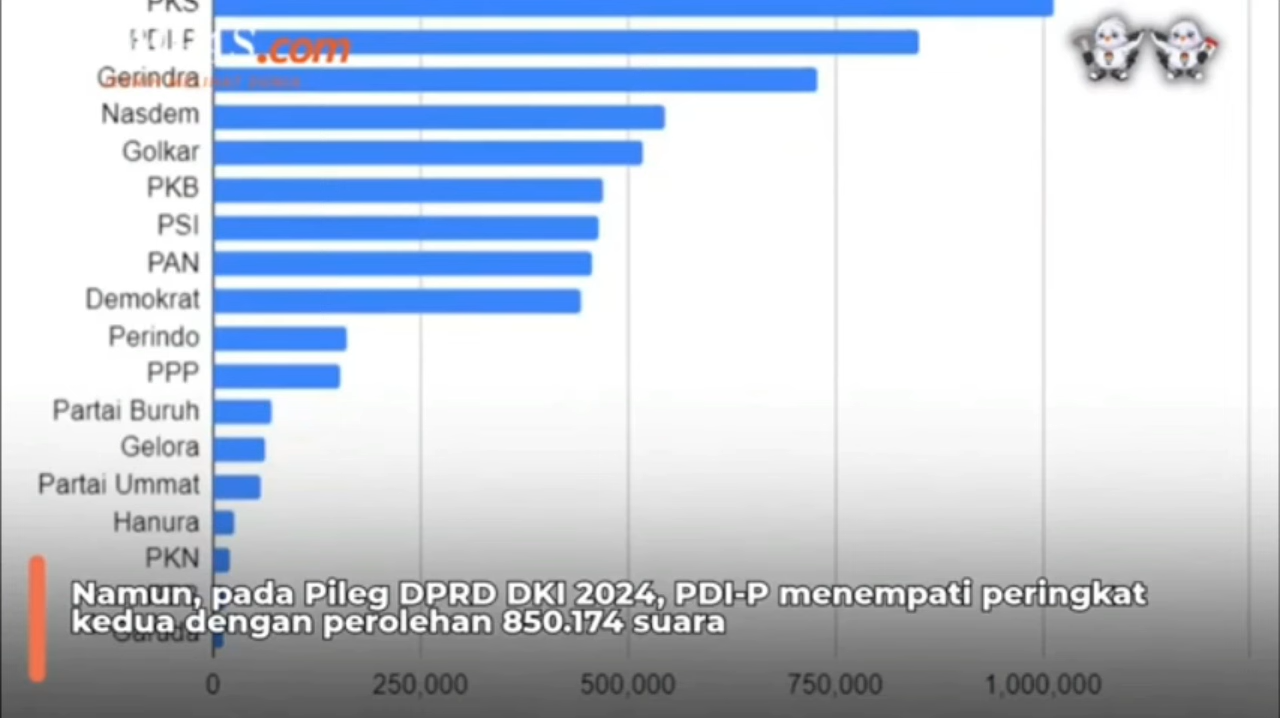 PKS
PDI-P
.com
Gerindra
Nasdem
Golkar
PKB
PSI
PAN
Demokrat
Perindo
PPP
Partai Buruh
Gelora
Partai Ummat
Hanura
PKN
Namun, pada Pileg DPRD DKI 2024, PDI-P menempati peringkat
kedua dengan perolehan 850.174 suara
Garuda
0 250,000 500,000 750,000 1,000,000